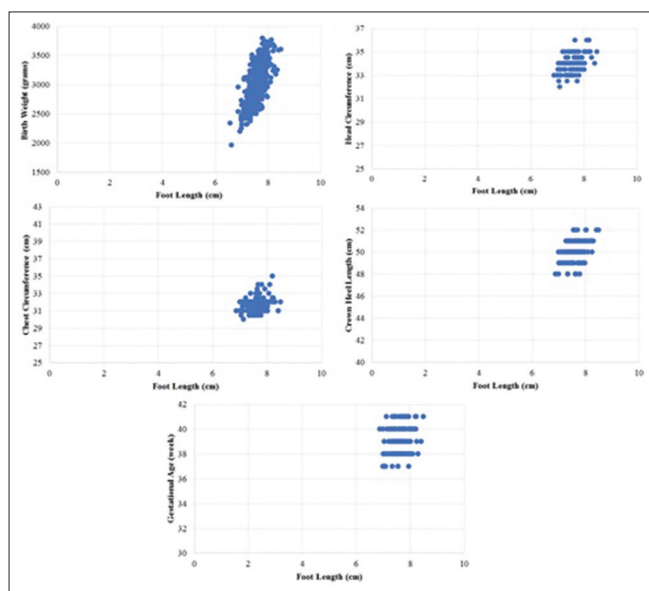 Birth Weight (grams)
4000
3500
3000
2500
2000
1500
0 2 4 6 8 10
Foot Length (cm)
Head Circumference (cm)
37
35
33
31
29
27
25
0 2 4 6 8 10
Foot Length (cm)
Chest Circumference (cm)
43
41
39
37
35
33
31
29
27
25
0 2 4 6 8 10
Foot Length (cm)
Crown Heel Length (cm)
54
52
50
48
46
44
42
40
0 2 4 6 8 10
Foot Length (cm)
Gestational Age (week)
42
40
38
36
34
32
30
0 2 4 6 8 10
Foot Length (cm)